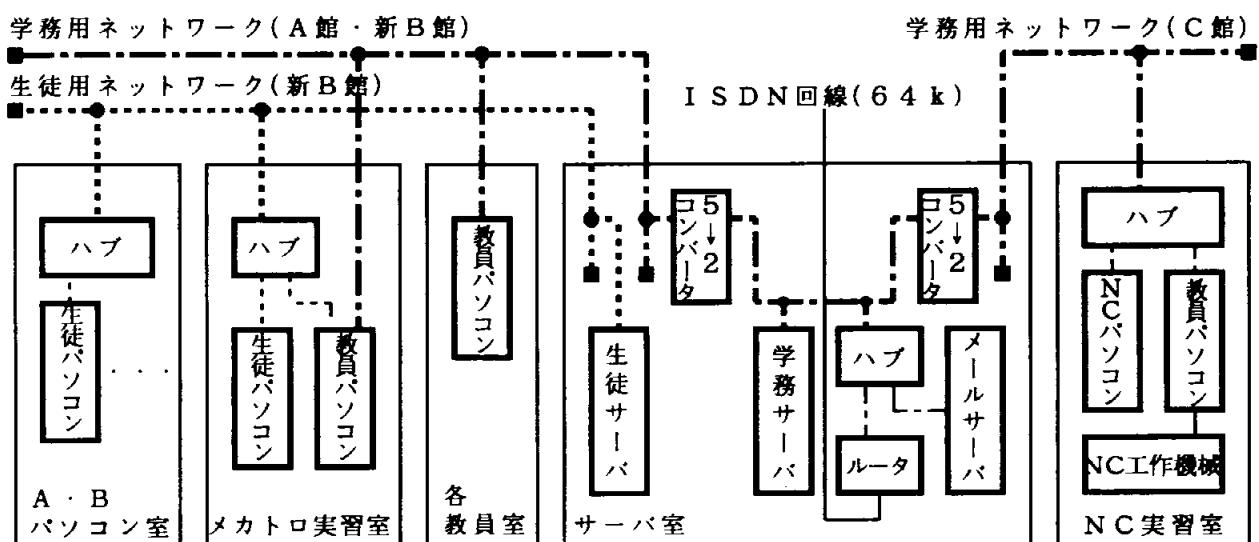 学務用ネットワーク(A館・新B館)
学務用ネットワーク(C館)
生徒用ネットワーク(新B館)
ISDN回線(64k)
ハブ
生徒パソコン
・・・
A・B
パソコン室
ハブ
生徒パソコン
教員パソコン
メカトロ実習室
教員パソコン
各
教員室
5→2
コンバータ
5→2
コンバータ
生徒サーバ
学務サーバ
ハブ
メールサーバ
ルータ
サーバ室
ハブ
NCパソコン
教員パソコン
NC工作機械
NC実習室